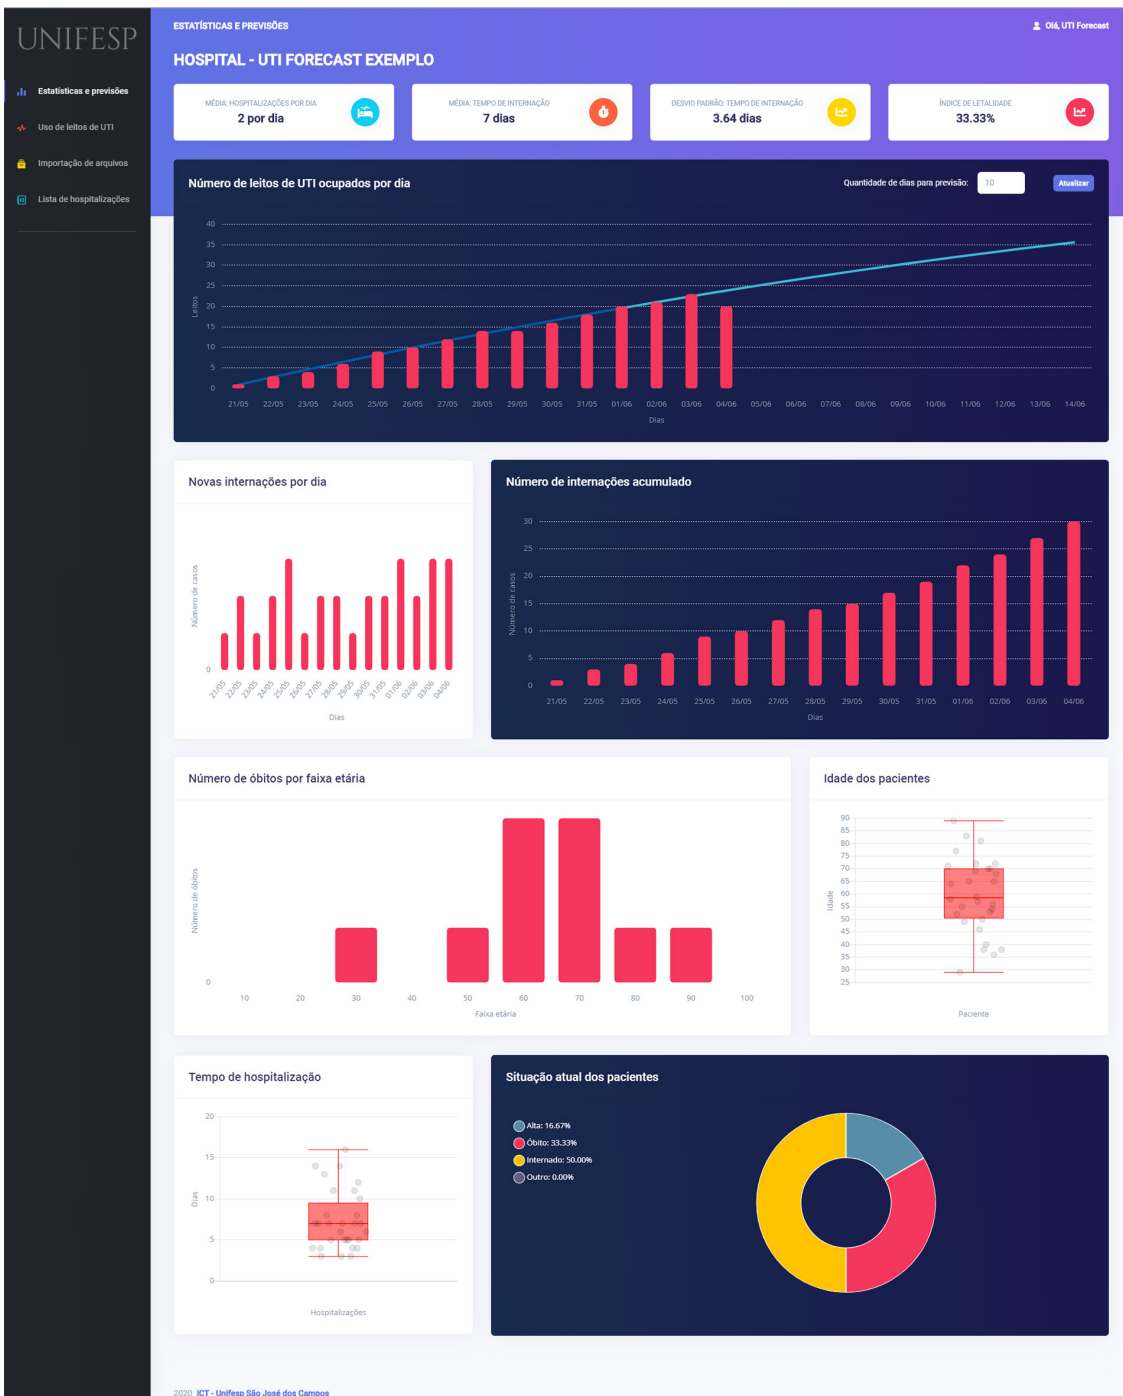 UNIFESP
Estatísticas e previsões
Uso de leitos de UTI
Importação de arquivos
Lista de hospitalizações
ESTATÍSTICAS E PREVISÕES
Olá, UTI Forecast
HOSPITAL - UTI FORECAST EXEMPLO
MÉDIA: HOSPITALIZAÇÕES POR DIA
2 por dia
MÉDIA: TEMPO DE INTERNAÇÃO
7 dias
DESVIO PADRÃO: TEMPO DE INTERNAÇÃO
3.64 dias
ÍNDICE DE LETALIDADE
33.33%
Número de leitos de UTI ocupados por dia
Quantidade de dias para previsão: 10 Atualizar
40
35
30
25
20
15
10
5
0
Leitos
21/05 22/05 23/05 24/05 25/05 26/05 27/05 28/05 29/05 30/05 31/05 01/06 02/06 03/06 04/06 05/06 06/06 07/06 08/06 09/06 10/06 11/06 12/06 13/06 14/06
Dias
Novas internações por dia
Número de casos
0
21/05 22/05 23/05 24/05 25/05 26/05 27/05 28/05 29/05 30/05 31/05 01/06 02/06 03/06 04/06
Dias
Número de internações acumulado
30
25
20
15
10
5
0
Número de casos
21/05 22/05 23/05 24/05 25/05 26/05 27/05 28/05 29/05 30/05 31/05 01/06 02/06 03/06 04/06
Dias
Número de óbitos por faixa etária
Número de óbitos
0
10 20 30 40 50 60 70 80 90 100
Faixa etária
Idade dos pacientes
90
85
80
75
70
65
60
55
50
45
40
35
30
25
Idade
Paciente
Tempo de hospitalização
20
15
10
5
0
Dias
Hospitalizações
Situação atual dos pacientes
Alta: 16.67%
Óbito: 33.33%
Internado: 50.00%
Outro: 0.00%
2020 ICT - Unifesp São José dos Campos